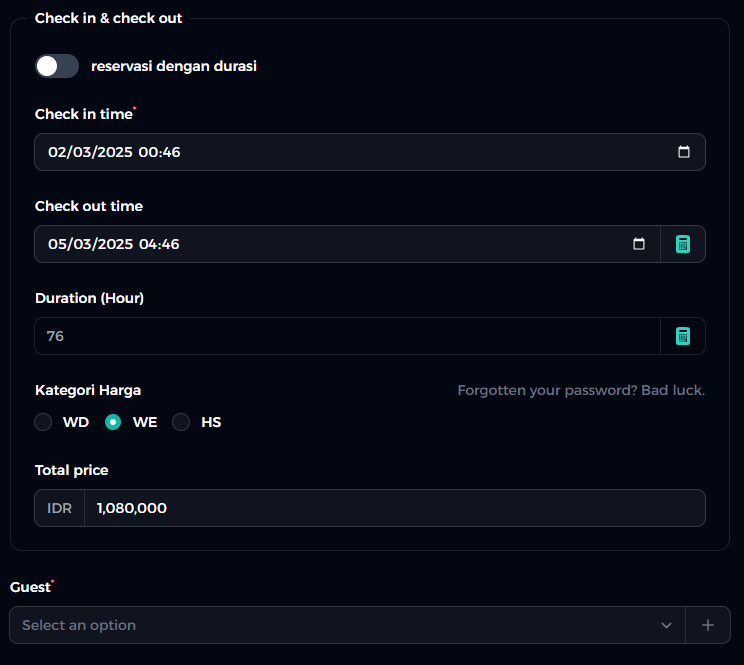 Check in & check out
reservasi dengan durasi
Check in time*
02/03/2025 00:46
Check out time
05/03/2025 04:46
Duration (Hour)
76
Kategori Harga
Forgotten your password? Bad luck.
WD WE HS
Total price
IDR 1,080,000
Guest*
Select an option